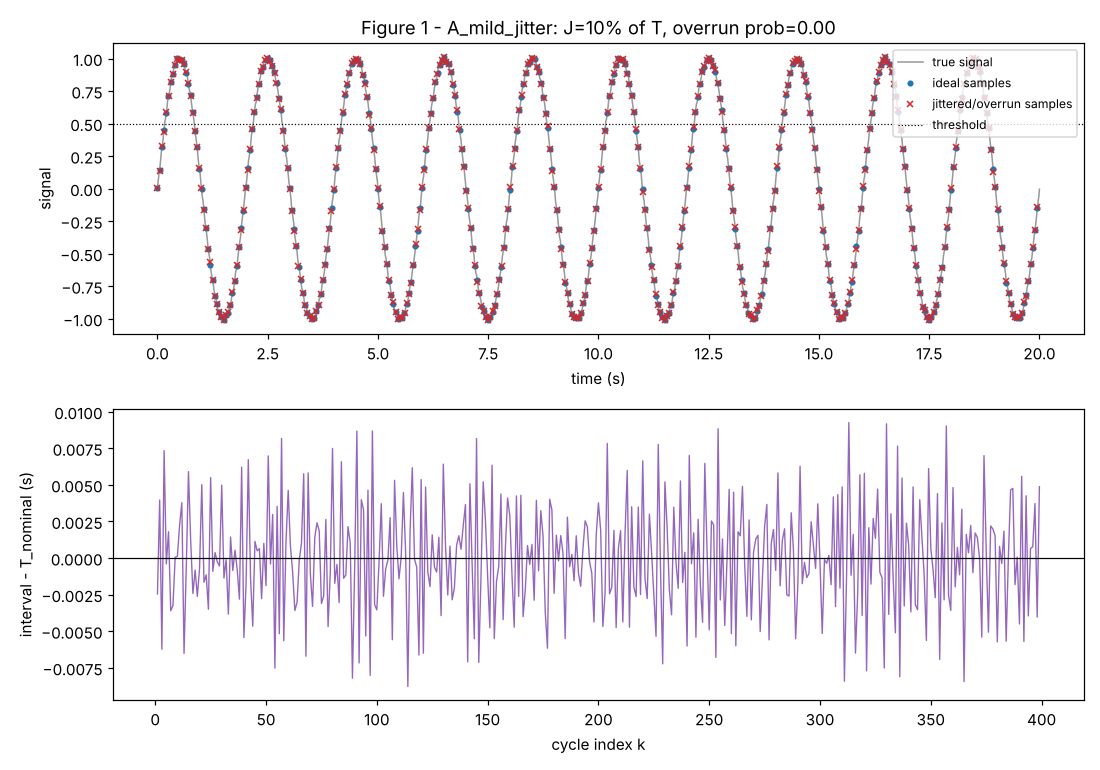 Figure 1 - A_mild_jitter: J=10% of T, overrun prob=0.00
1.00
0.75
0.50
0.25
0.00
−0.25
−0.50
−0.75
−1.00
signal
true signal
ideal samples
jittered/overrun samples
threshold
0.0 2.5 5.0 7.5 10.0 12.5 15.0 17.5 20.0
time (s)
0.0100
0.0075
0.0050
0.0025
0.0000
−0.0025
−0.0050
−0.0075
interval - T_nominal (s)
0 50 100 150 200 250 300 350 400
cycle index k